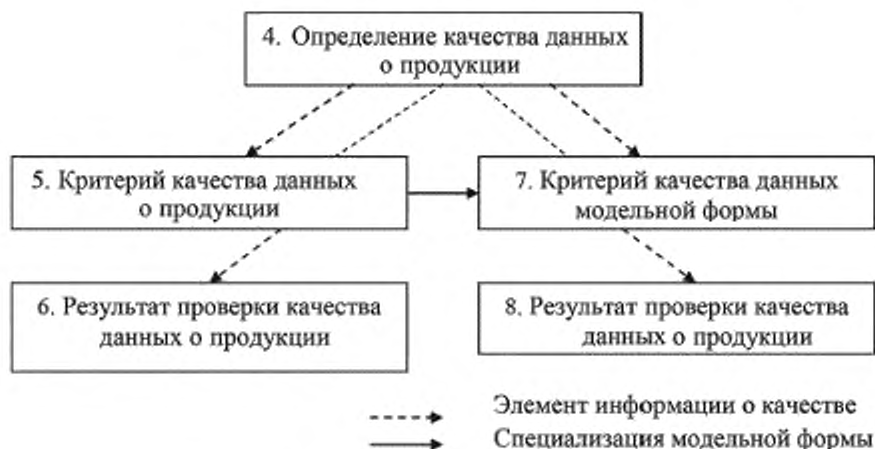 4. Определение качества данных
о продукции
5. Критерий качества данных
о продукции
7. Критерий качества данных
модельной формы
6. Результат проверки качества
данных о продукции
8. Результат проверки качества
данных о продукции
Элемент информации о качестве
Специализация модельной формы